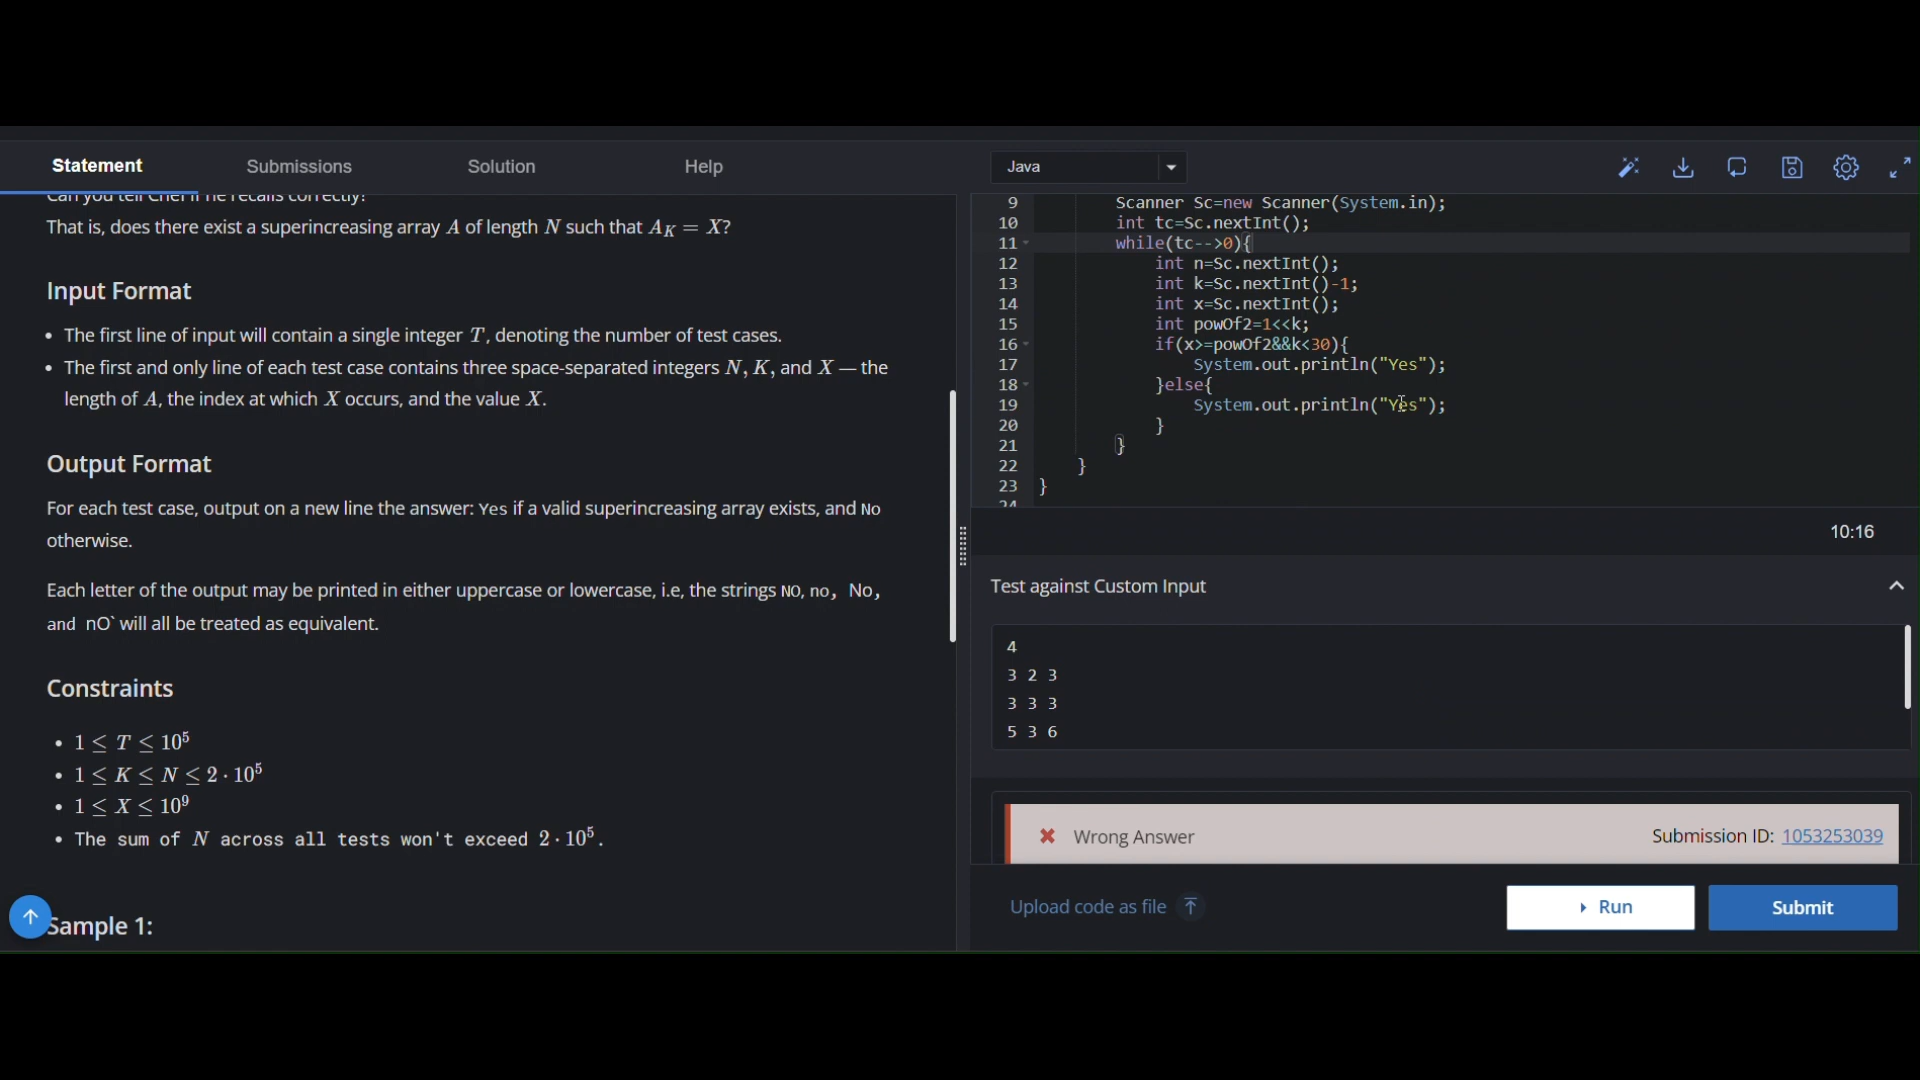 Statement
Submissions
Solution
Help
Java
Can you tell Chef if he recalls correctly?
That is, does there exist a superincreasing array A of length N such that A_K = X?
Input Format
• The first line of input will contain a single integer T, denoting the number of test cases.
• The first and only line of each test case contains three space-separated integers N, K, and X — the
length of A, the index at which X occurs, and the value X.
Output Format
For each test case, output on a new line the answer: Yes if a valid superincreasing array exists, and No
otherwise.
Each letter of the output may be printed in either uppercase or lowercase, i.e, the strings NO, no, No,
and nO` will all be treated as equivalent.
Constraints
• 1 ≤ T ≤ 10^5
• 1 ≤ K ≤ N ≤ 2 · 10^5
• 1 ≤ X ≤ 10^9
• The sum of N across all tests won't exceed 2 · 10^5.
Sample 1:
9 Scanner Sc=new Scanner(System.in);
10 int tc=Sc.nextInt();
11 while(tc-->0){
12 int n=Sc.nextInt();
13 int k=Sc.nextInt()-1;
14 int x=Sc.nextInt();
15 int powOf2=1<<k;
16 if(x>=powOf2&&k<30){
17 System.out.println("Yes");
18 }else{
19 System.out.println("Yes");
20 }
21 }
22 }
23 }
24
10:16
Test against Custom Input
4
3 2 3
3 3 3
5 3 6
Wrong Answer
Submission ID: 1053253039
Upload code as file
Run
Submit